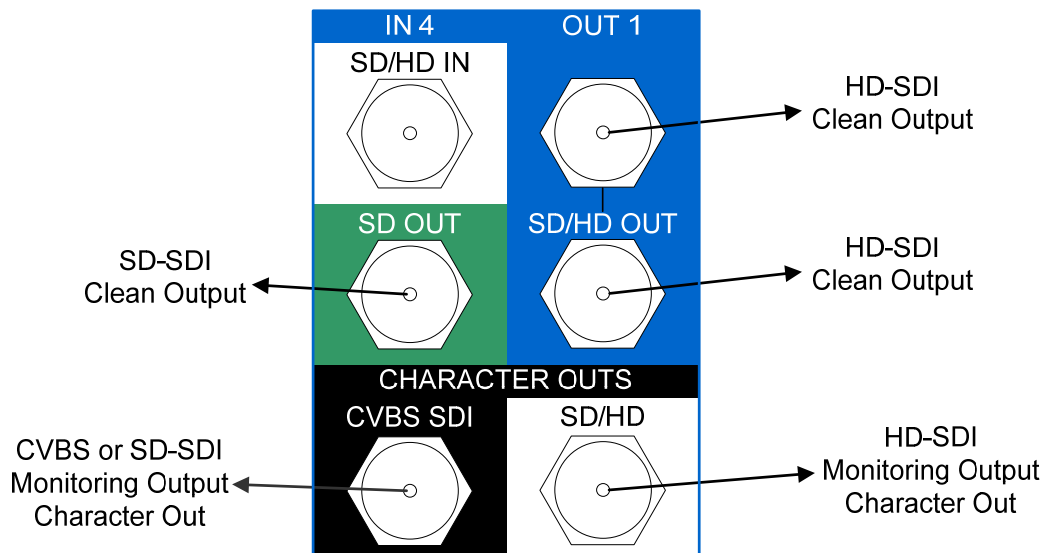 IN 4
OUT 1
SD/HD IN
HD-SDI
Clean Output
SD OUT
SD/HD OUT
SD-SDI
Clean Output
HD-SDI
Clean Output
CHARACTER OUTS
CVBS SDI
SD/HD
CVBS or SD-SDI
Monitoring Output
Character Out
HD-SDI
Monitoring Output
Character Out